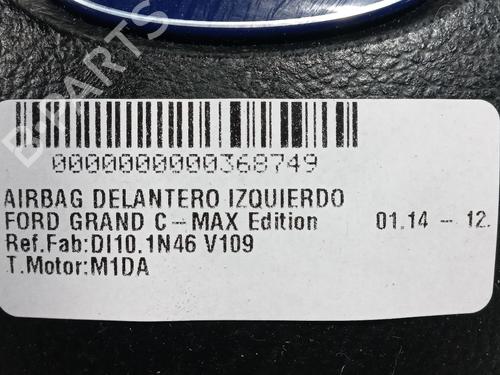 0000000000368749
AIRBAG DELANTERO IZQUIERDO
FORD GRAND C-MAX Edition 01.14 - 12.
Ref.Fab:DI10.1N46 V109
T.Motor:M1DA